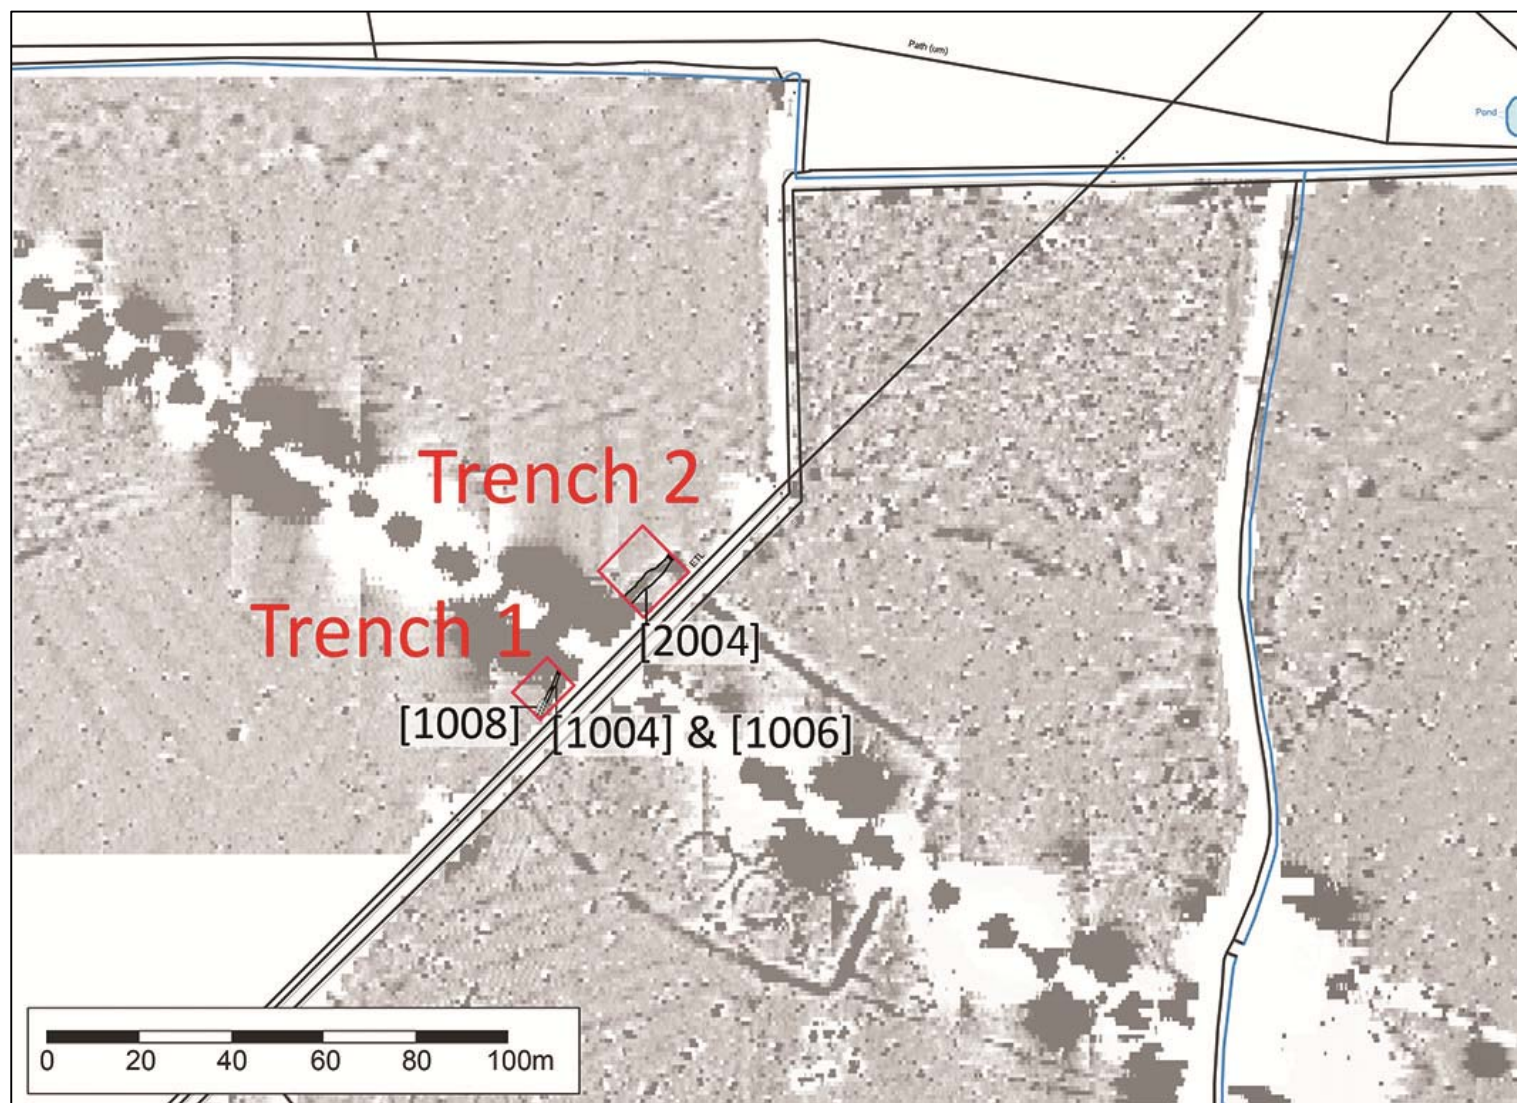 Path (um)
Pond
Trench 2
ETL
Trench 1
[2004]
[1008]
[1004] & [1006]
0 20 40 60 80 100m